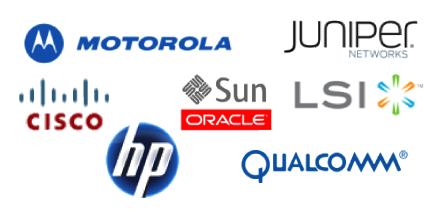 MOTOROLA
JUNIPER
NETWORKS
CISCO
Sun
ORACLE
LSI
hp
QUALCOMM®